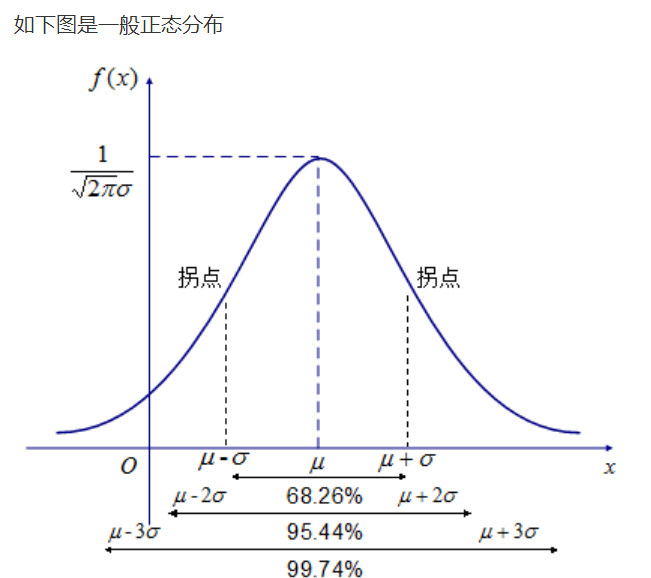 如下图是一般正态分布
f(x)
1
√2πσ
拐点 拐点
O μ-σ μ μ+σ x
μ-2σ 68.26% μ+2σ
μ-3σ 95.44% μ+3σ
99.74%